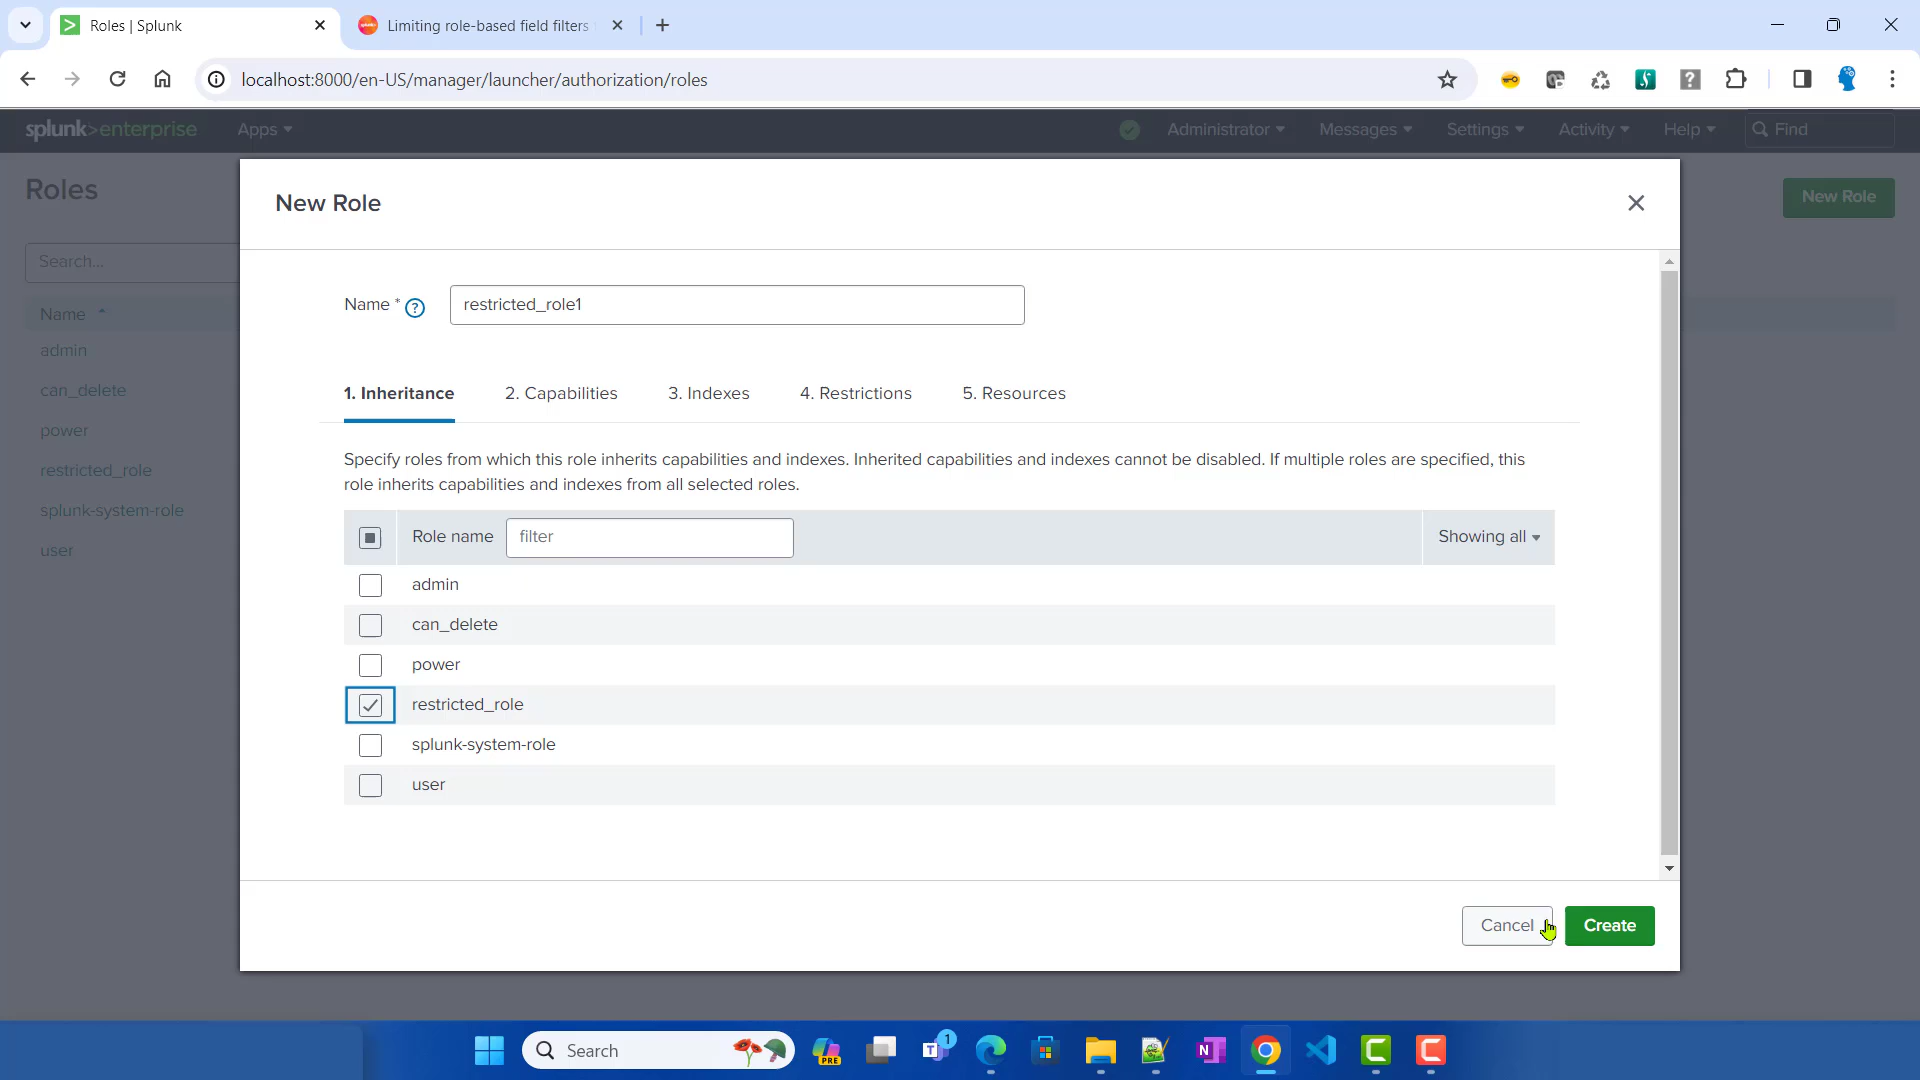 Roles | Splunk
Limiting role-based field filters
localhost:8000/en-US/manager/launcher/authorization/roles
splunk>enterprise
Apps
Administrator
Messages
Settings
Activity
Help
Find
Roles
New Role
Search...
Name
admin
can_delete
power
restricted_role
splunk-system-role
user
New Role
Name *
?
restricted_role1
1. Inheritance
2. Capabilities
3. Indexes
4. Restrictions
5. Resources
Specify roles from which this role inherits capabilities and indexes. Inherited capabilities and indexes cannot be disabled. If multiple roles are specified, this
role inherits capabilities and indexes from all selected roles.
Role name
filter
Showing all
admin
can_delete
power
restricted_role
splunk-system-role
user
Cancel
Create
Search
PRE
1